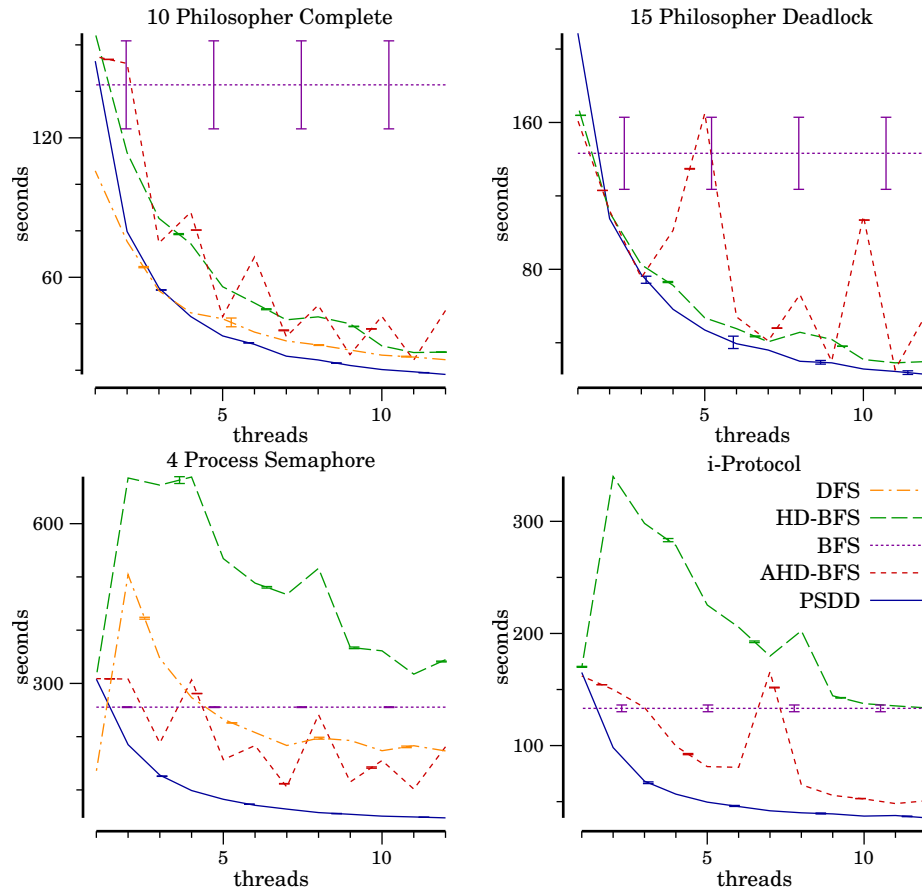 10 Philosopher Complete
120
60
seconds
5
10
threads
15 Philosopher Deadlock
160
80
seconds
5
10
threads
4 Process Semaphore
600
300
seconds
5
10
threads
i-Protocol
300
200
100
seconds
5
10
threads
DFS
HD-BFS
BFS
AHD-BFS
PSDD